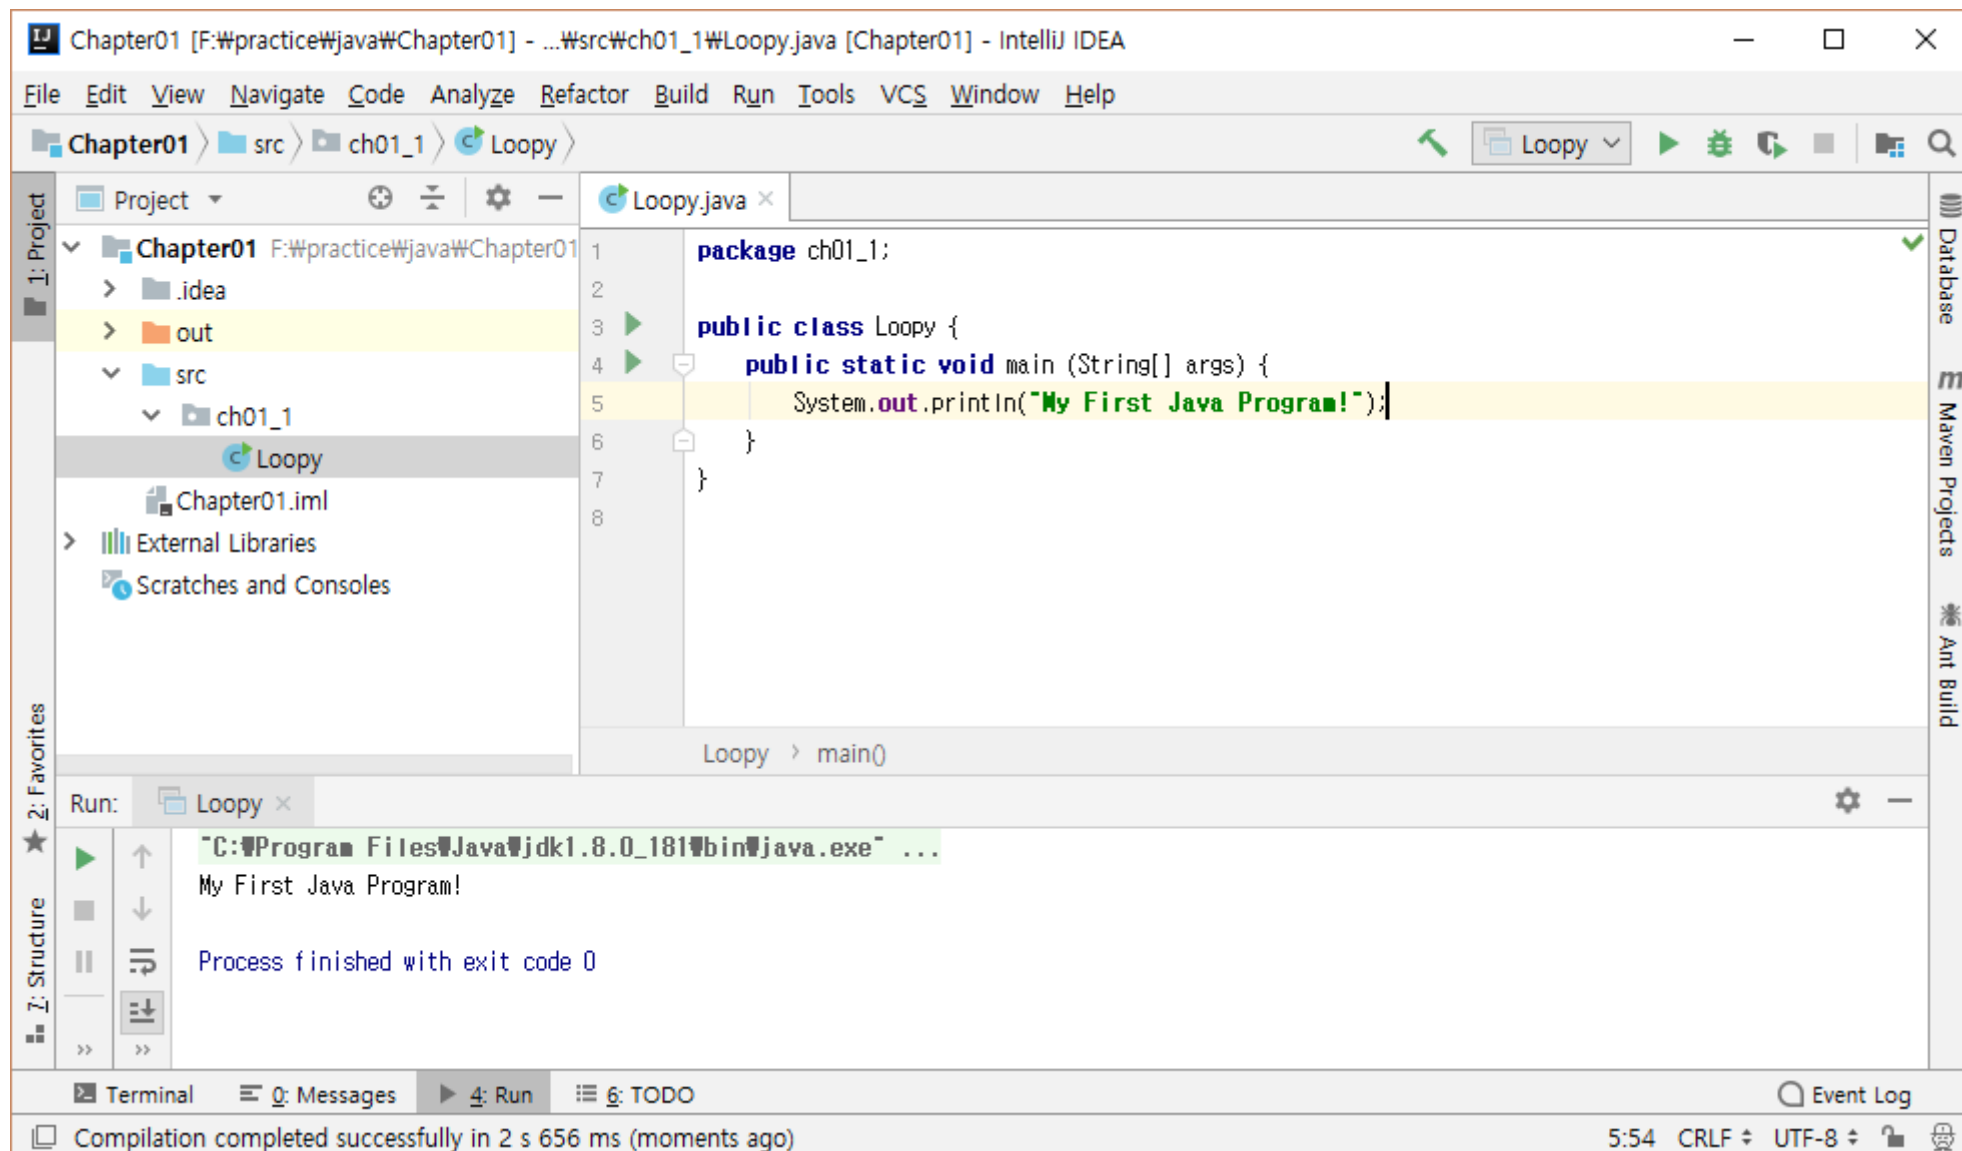 Chapter01 [F:₩practice₩java₩Chapter01] - ...₩src₩ch01_1₩Loopy.java [Chapter01] - IntelliJ IDEA
File Edit View Navigate Code Analyze Refactor Build Run Tools VCS Window Help
Chapter01 src ch01_1 Loopy
Loopy
1: Project
2: Favorites
7: Structure
Project
Chapter01 F:₩practice₩java₩Chapter01
.idea
out
src
ch01_1
Loopy
Chapter01.iml
External Libraries
Scratches and Consoles
Loopy.java
1 package ch01_1;
2
3 public class Loopy {
4 public static void main (String[] args) {
5 System.out.println("My First Java Program!");
6 }
7 }
8
Loopy > main()
Database
m Maven Projects
Ant Build
Run: Loopy
"C:₩Program Files₩Java₩jdk1.8.0_181₩bin₩java.exe" ...
My First Java Program!
Process finished with exit code 0
Terminal 0: Messages 4: Run 6: TODO Event Log
Compilation completed successfully in 2 s 656 ms (moments ago) 5:54 CRLF UTF-8